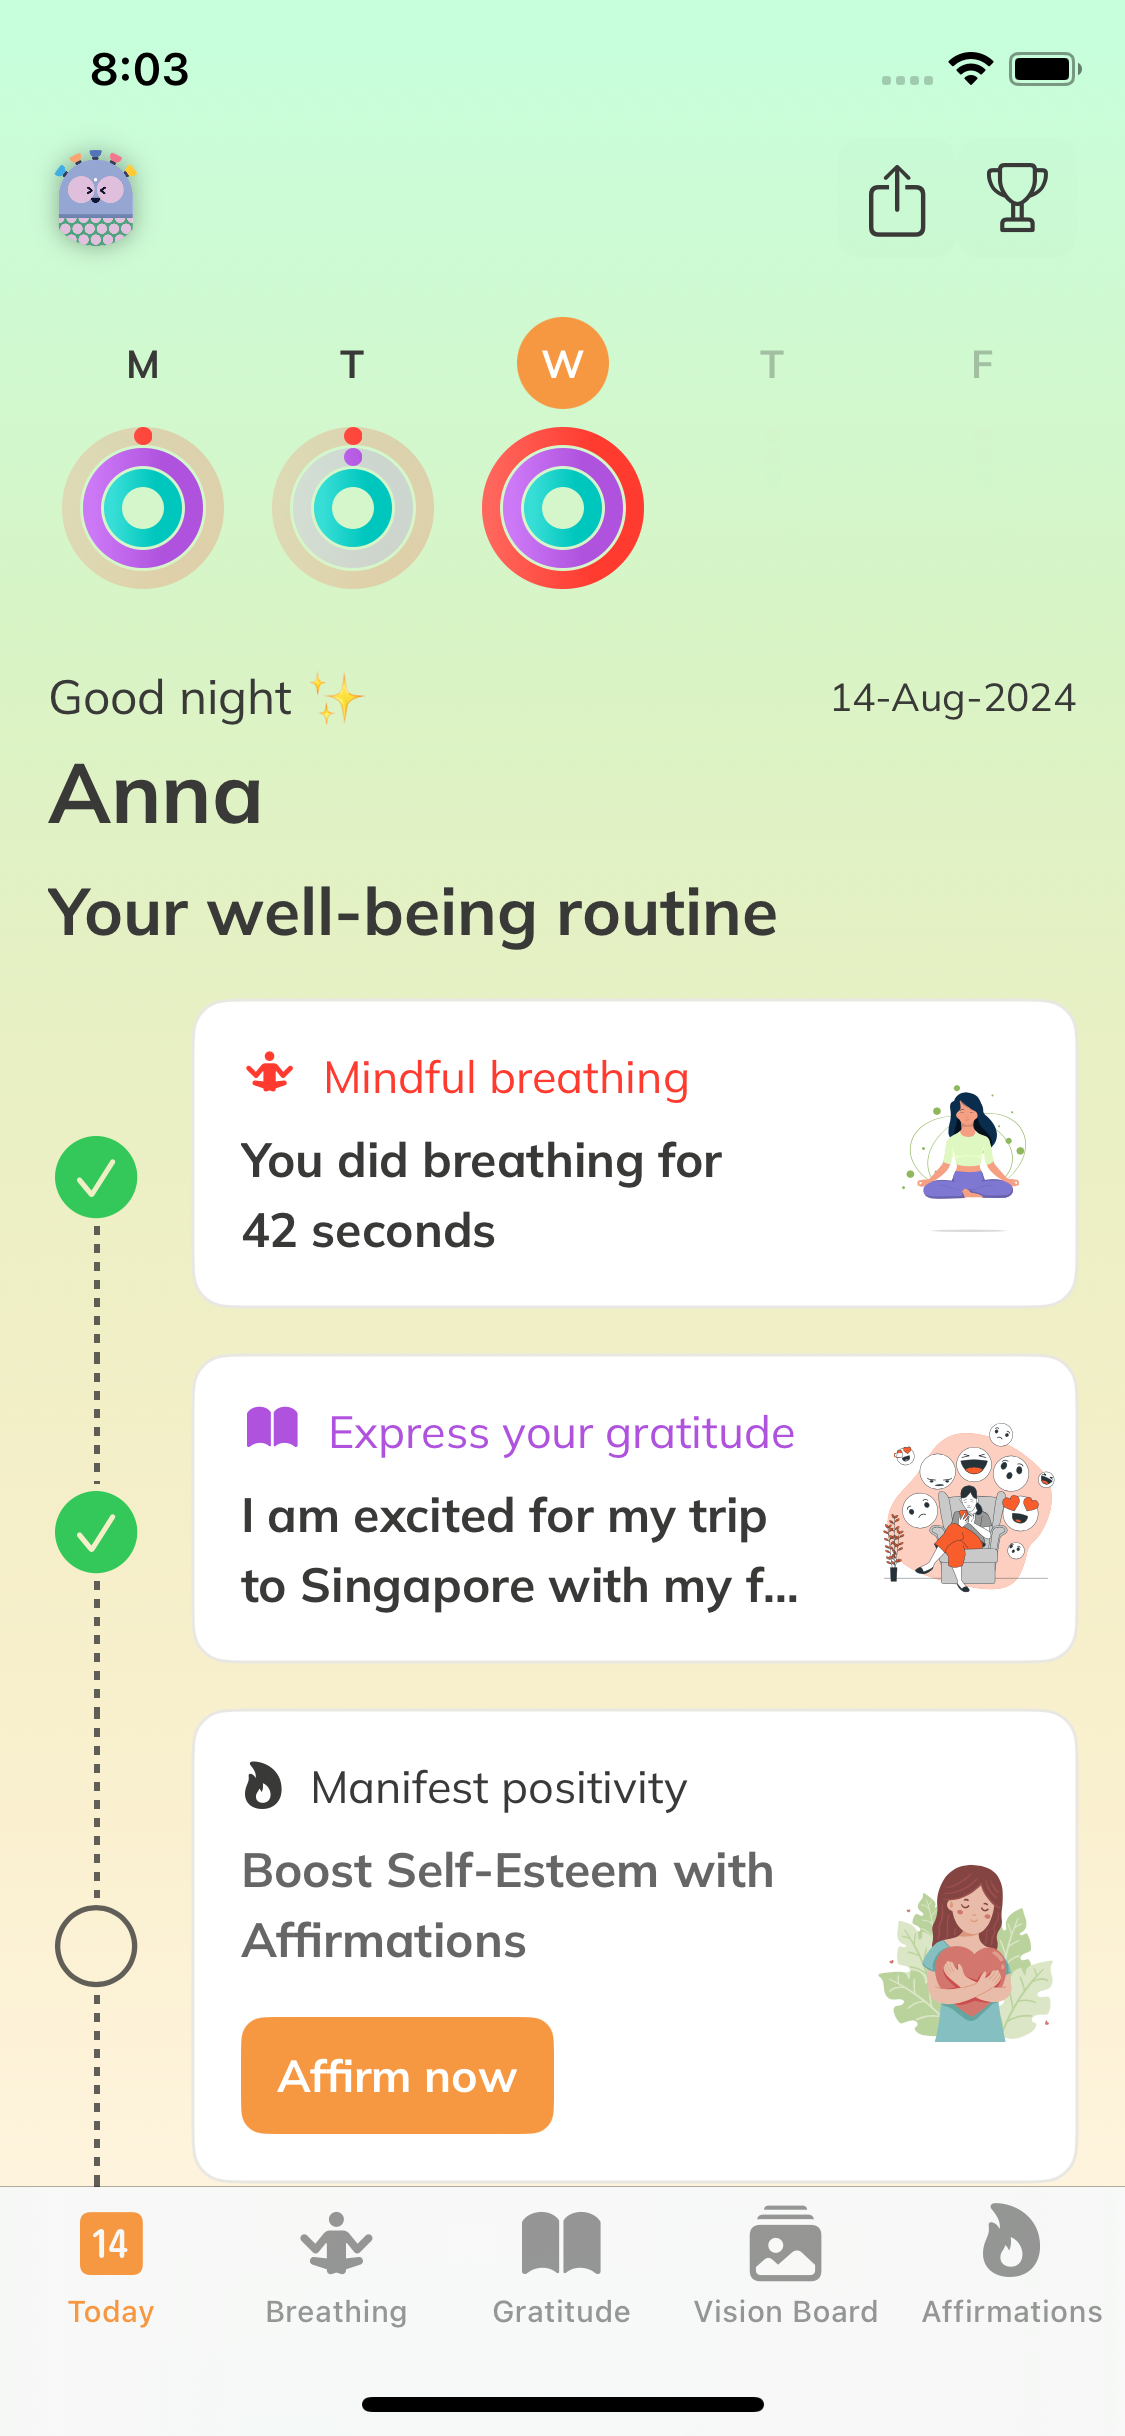 8:03
M T W T F
Good night ✨ 14-Aug-2024
Anna
Your well-being routine
Mindful breathing
You did breathing for
42 seconds
Express your gratitude
I am excited for my trip
to Singapore with my f...
Manifest positivity
Boost Self-Esteem with
Affirmations
Affirm now
14
Today Breathing Gratitude Vision Board Affirmations